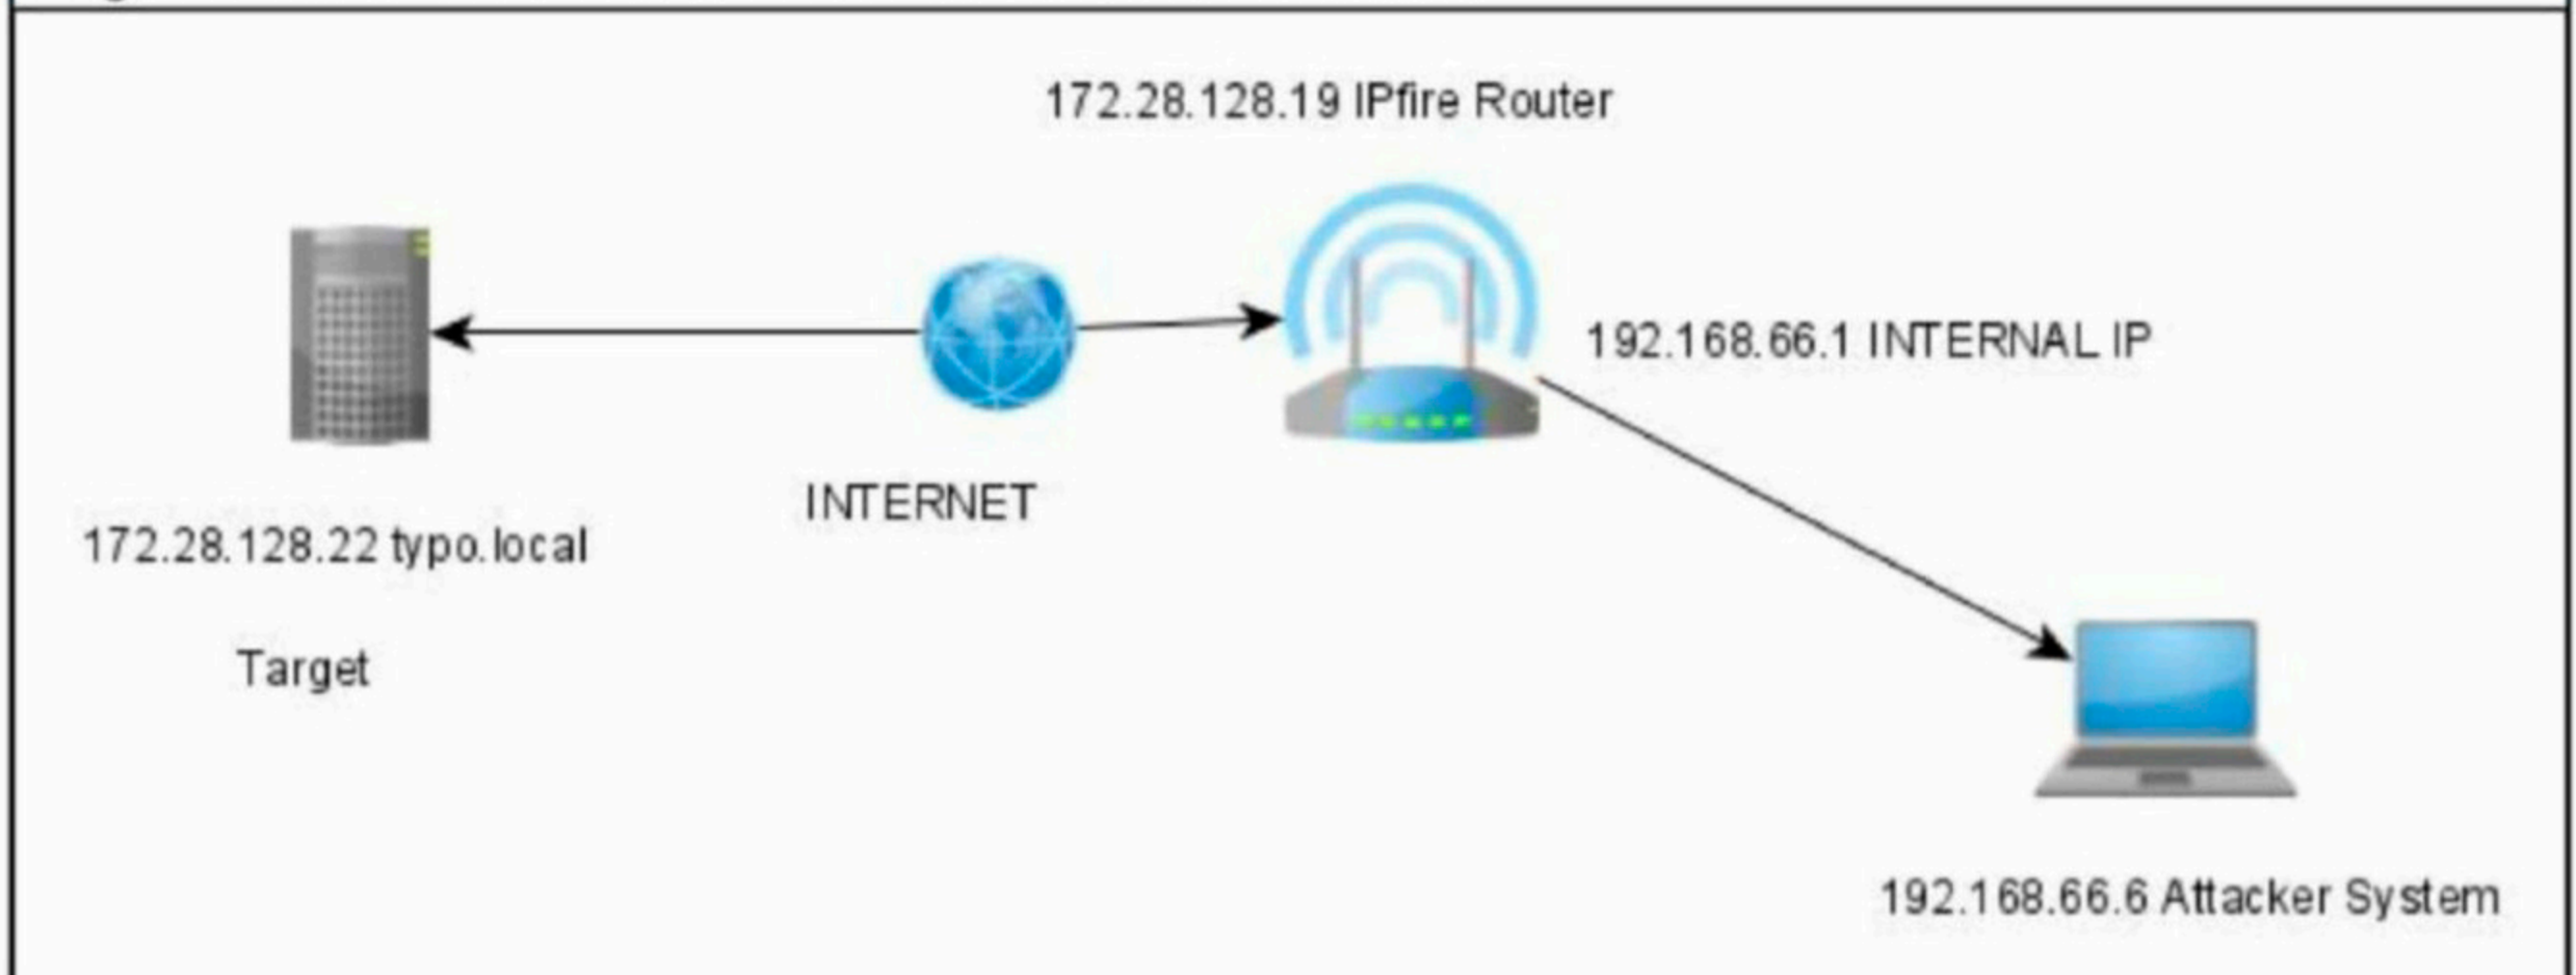 172.28.128.19 IPfire Router
192.168.66.1 INTERNAL IP
INTERNET
172.28.128.22 typo.local
Target
192.168.66.6 Attacker System